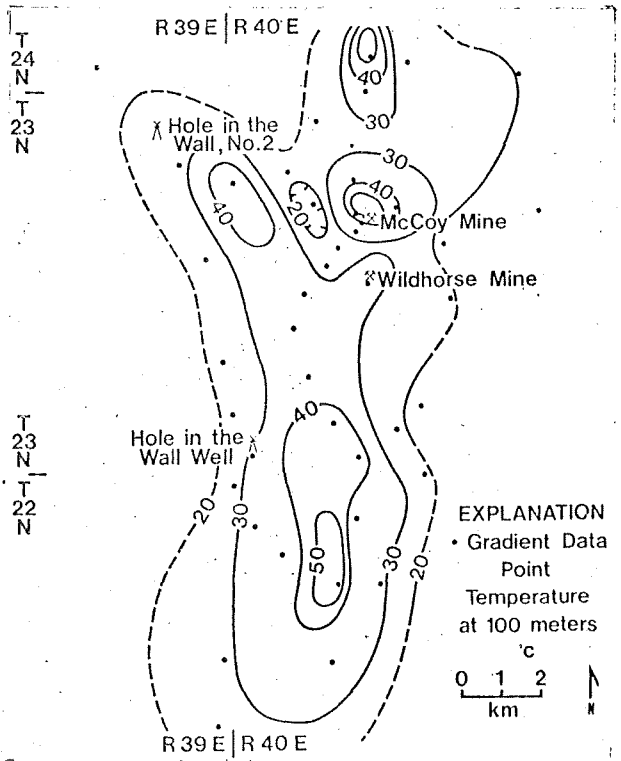 R 39 E | R 40 E
T
24
N
T
23
N
40
30
Hole in the
Wall, No.2
30
40
20
40
McCoy Mine
Wildhorse Mine
40
T
23
N
Hole in the
Wall Well
T
22
N
20
30
50
30
20
EXPLANATION
• Gradient Data
Point
Temperature
at 100 meters
°C
0 1 2
km
N
R 39 E | R 40 E